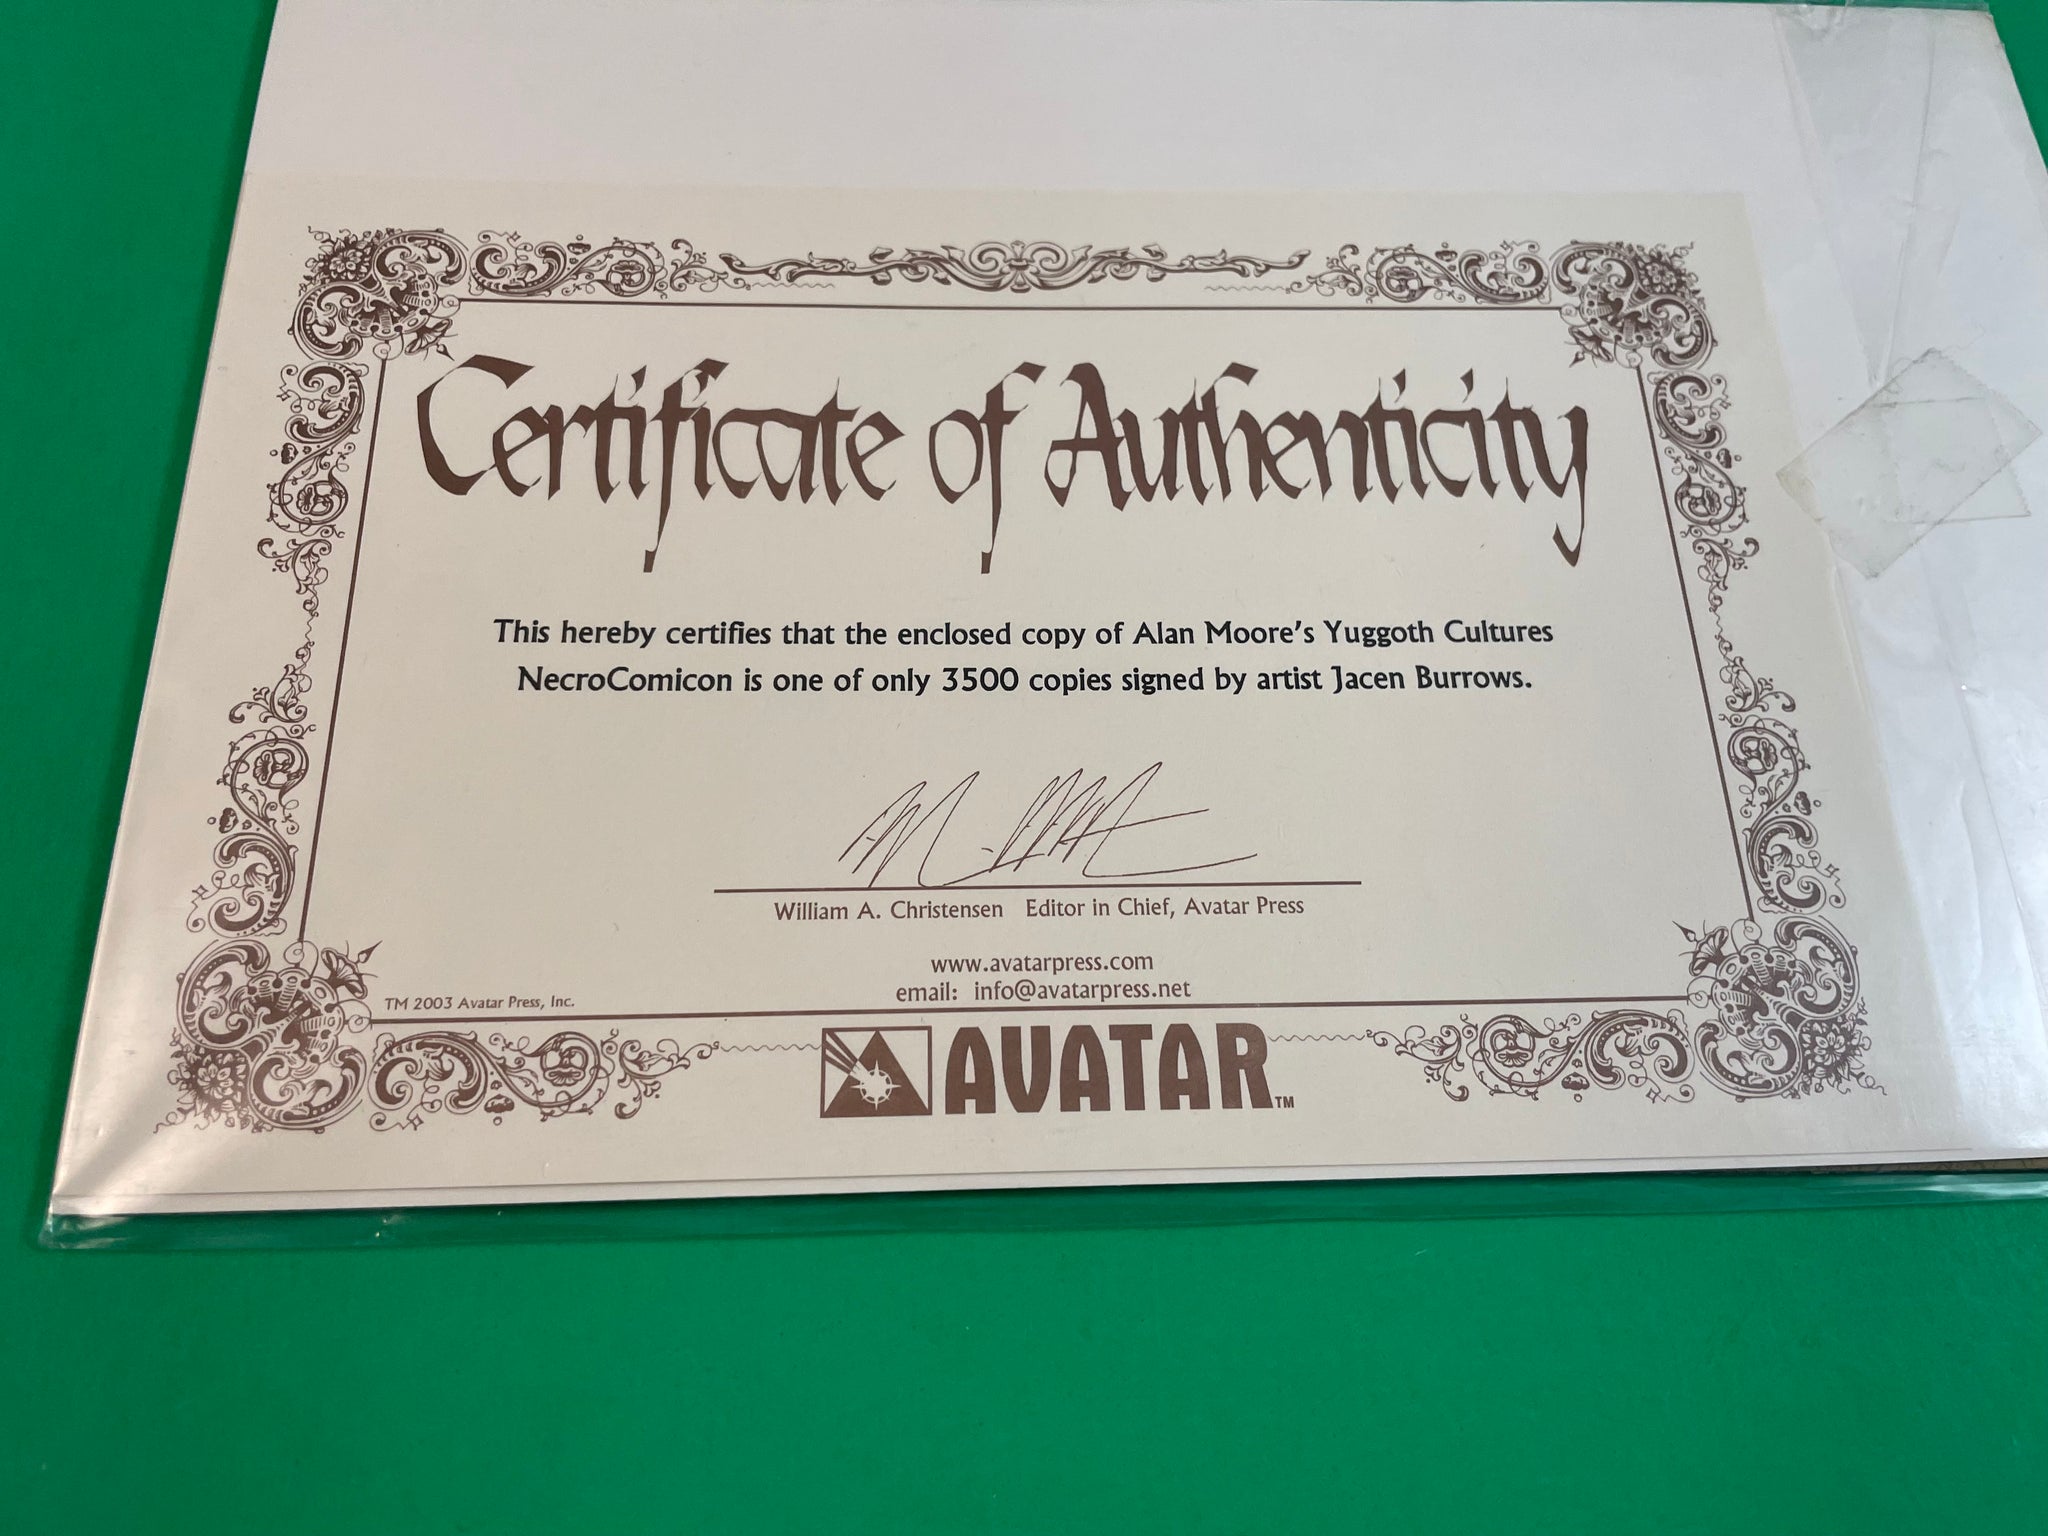 Certificate of Authenticity
This hereby certifies that the enclosed copy of Alan Moore's Yuggoth Cultures
NecroComicon is one of only 3500 copies signed by artist Jacen Burrows.
William A. Christensen Editor in Chief, Avatar Press
www.avatarpress.com
email: info@avatarpress.net
TM 2003 Avatar Press, Inc.
AVATAR TM